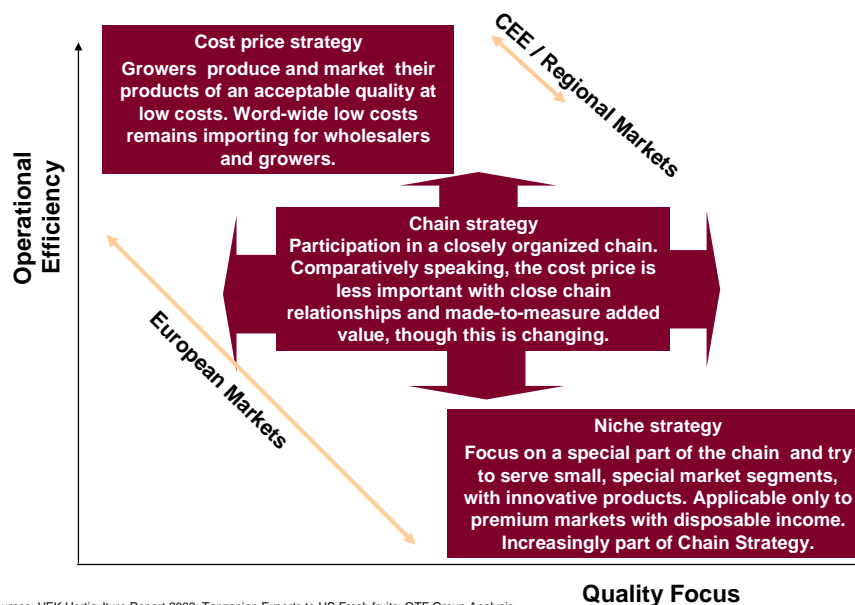 Cost price strategy
Growers produce and market their
products of an acceptable quality at
low costs. Word-wide low costs
remains importing for wholesalers
and growers.
CEE / Regional Markets
Operational
Efficiency
Chain strategy
Participation in a closely organized chain.
Comparatively speaking, the cost price is
less important with close chain
relationships and made-to-measure added
value, though this is changing.
European Markets
Niche strategy
Focus on a special part of the chain and try
to serve small, special market segments,
with innovative products. Applicable only to
premium markets with disposable income.
Increasingly part of Chain Strategy.
Quality Focus